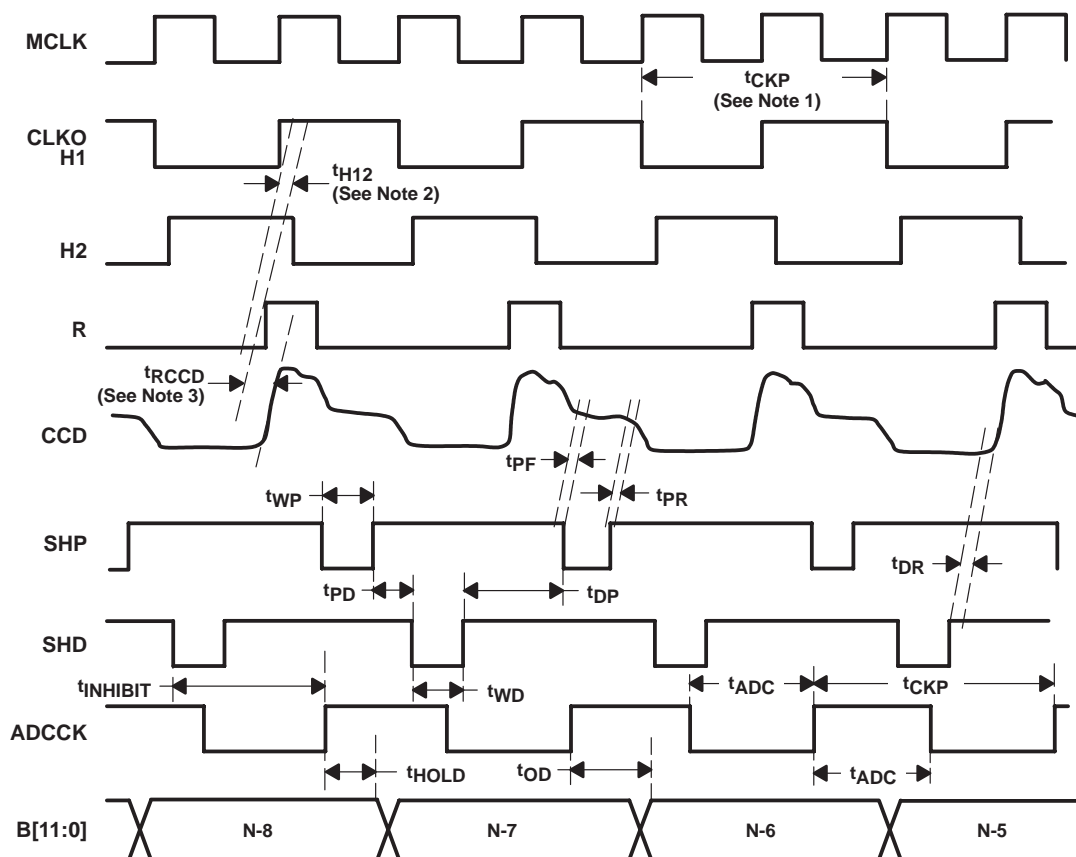 MCLK
tCKP
(See Note 1)
CLKO
H1
tH12
(See Note 2)
H2
R
tRCCD
(See Note 3)
CCD
tPF
tWP
tPR
SHP
tPD
tDP
tDR
SHD
tINHIBIT
tWD
tADC
tCKP
ADCCK
tHOLD
tOD
tADC
B[11:0]
N-8
N-7
N-6
N-5